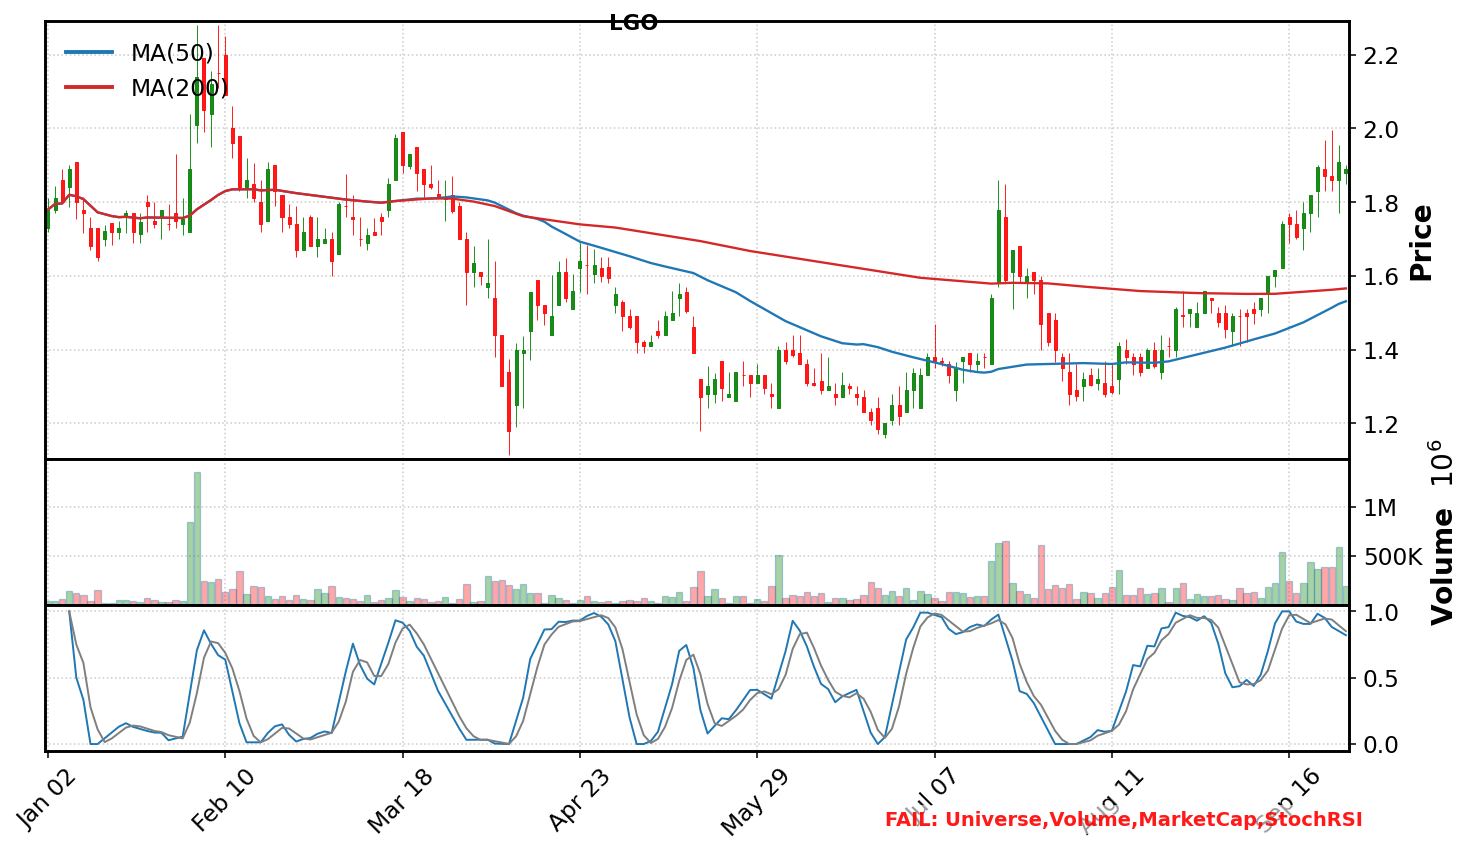 LGO
MA(50)
MA(200)
2.2
2.0
1.8
1.6
1.4
1.2
Price
1M
500K
Volume 10⁶
1.0
0.5
0.0
Jan 02
Feb 10
Mar 18
Apr 23
May 29
Jul 07
Aug 11
Sep 16
FAIL: Universe,Volume,MarketCap,StochRSI